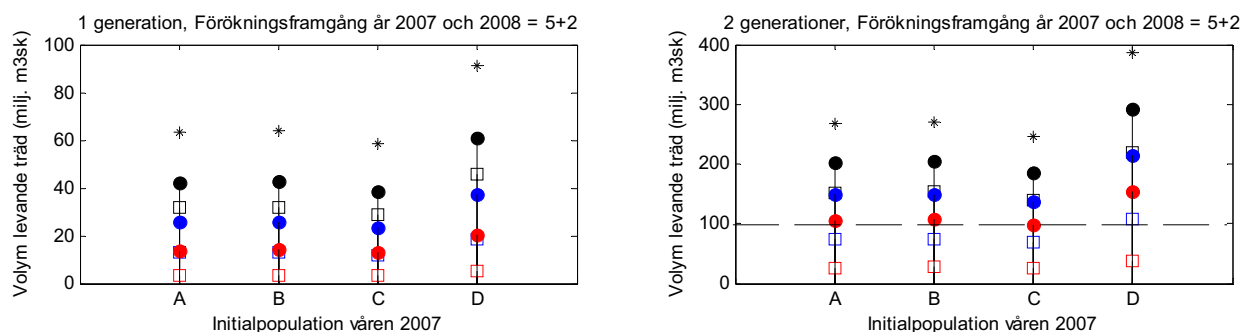 1 generation, Förökningsframgång år 2007 och 2008 = 5+2
Volym levande träd (milj. m3sk)
100
80
60
40
20
0
A B C D
Initialpopulation våren 2007
2 generationer, Förökningsframgång år 2007 och 2008 = 5+2
Volym levande träd (milj. m3sk)
400
300
200
100
0
A B C D
Initialpopulation våren 2007